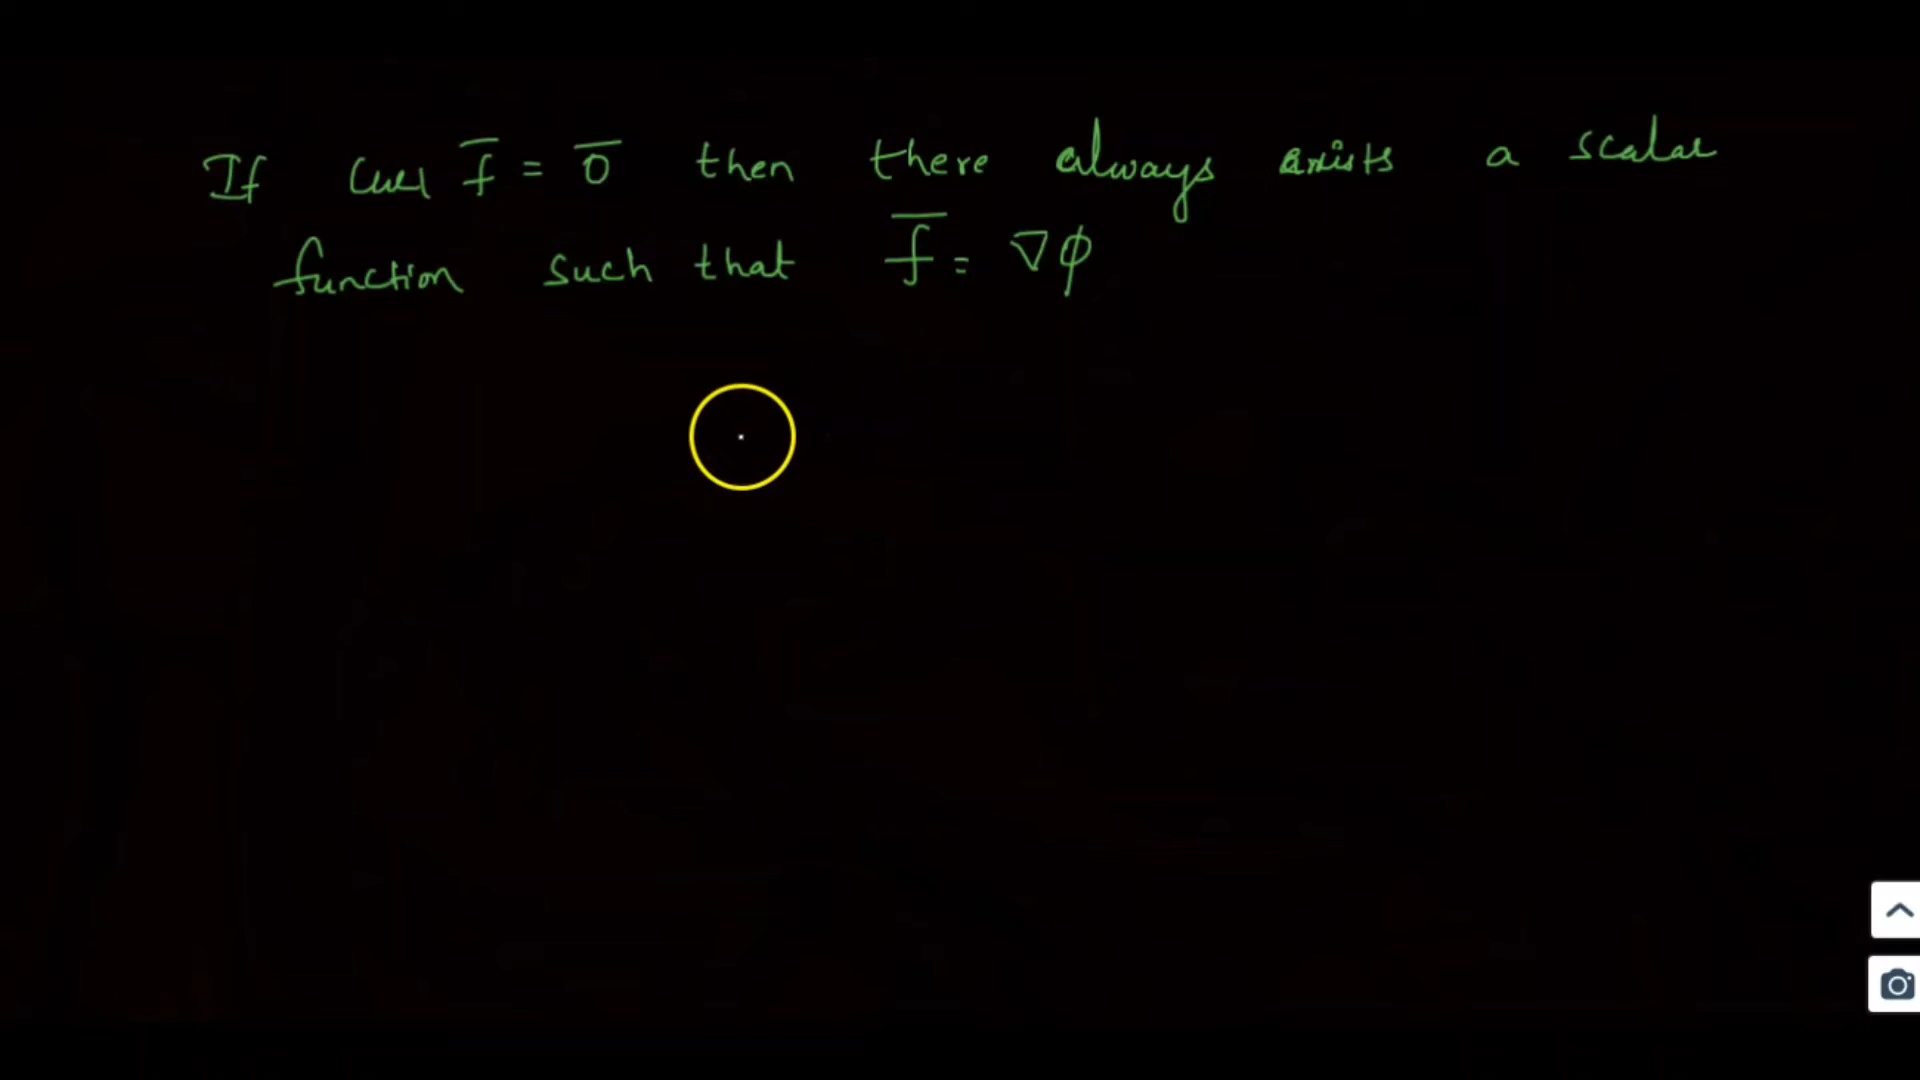 If curl f̅ = 0̅ then there always exists a scalar
function such that f̅ = ∇ϕ